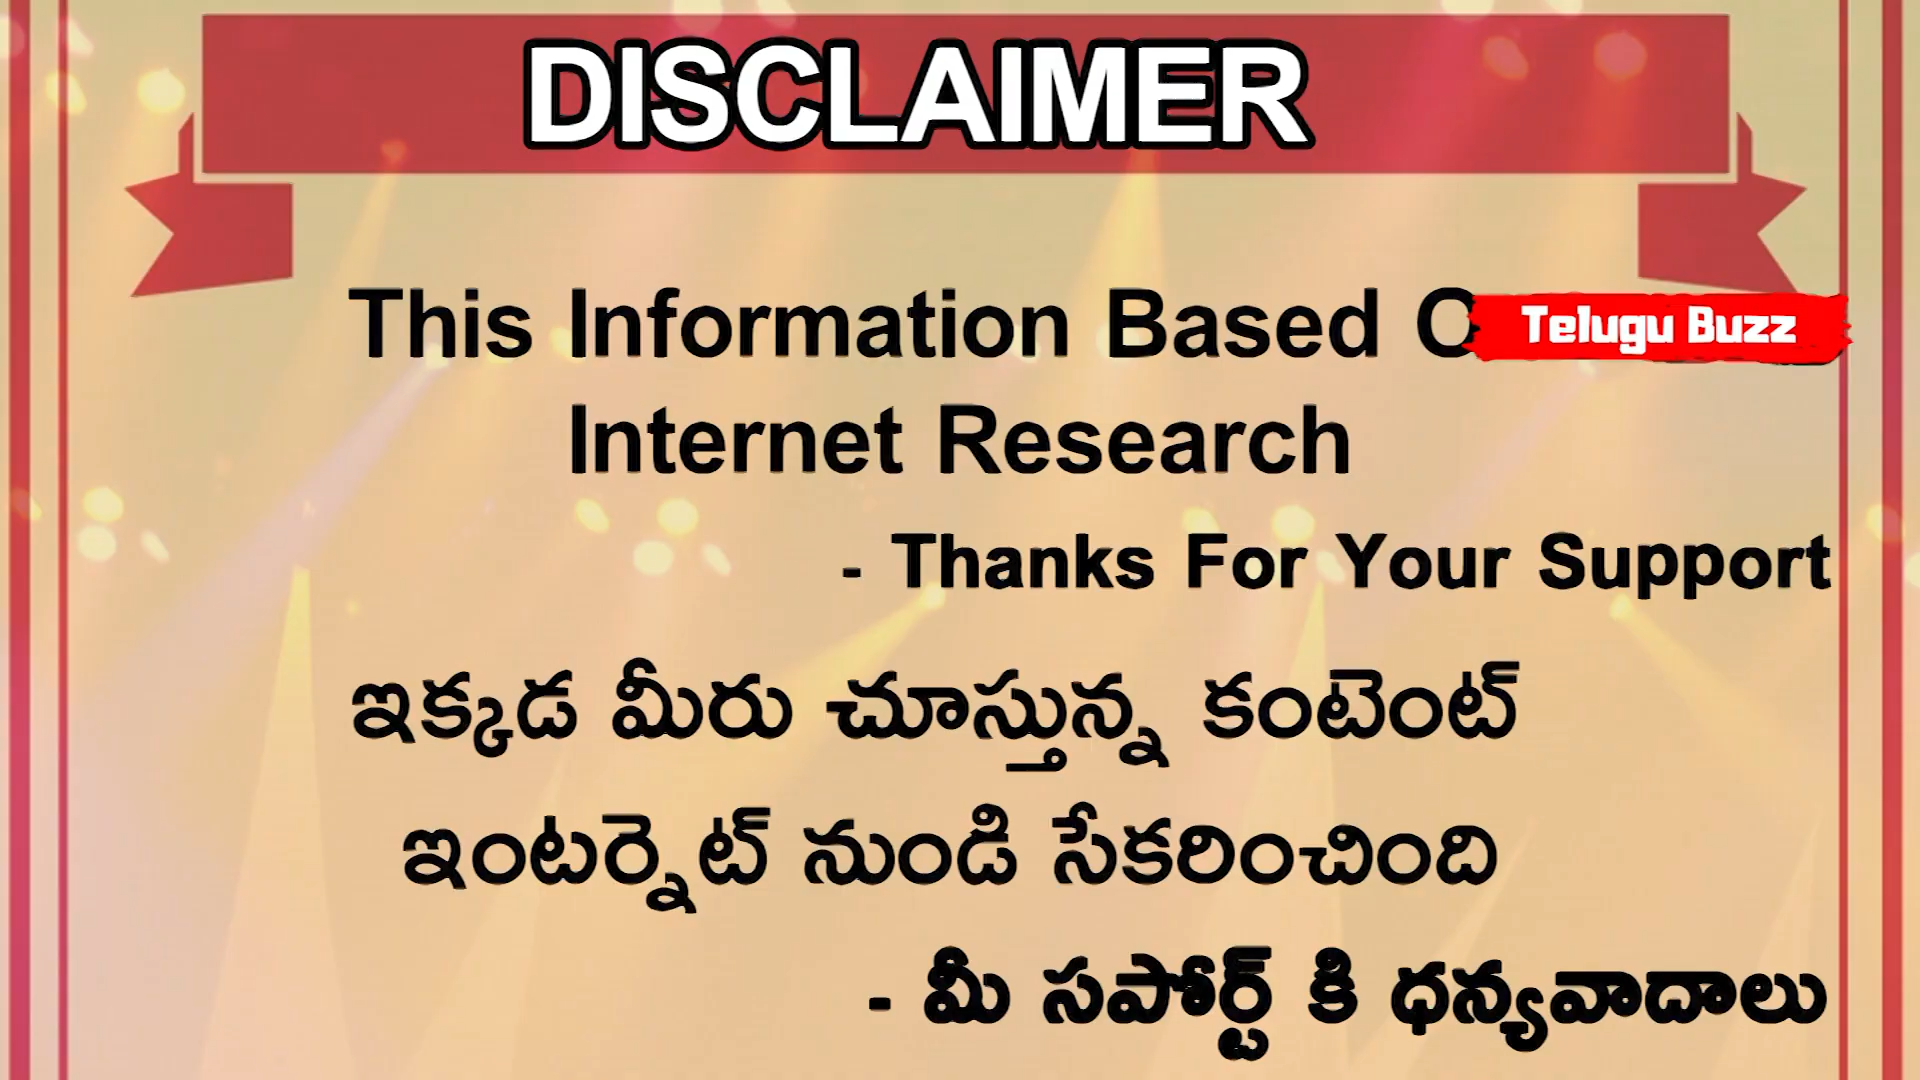 DISCLAIMER
This Information Based
Telugu Buzz
Internet Research
- Thanks For Your Support
ఇక్కడ మీరు చూస్తున్న కంటెంట్
ఇంటర్నెట్ నుండి సేకరించింది
- మీ సపోర్ట్ కి ధన్యవాదాలు